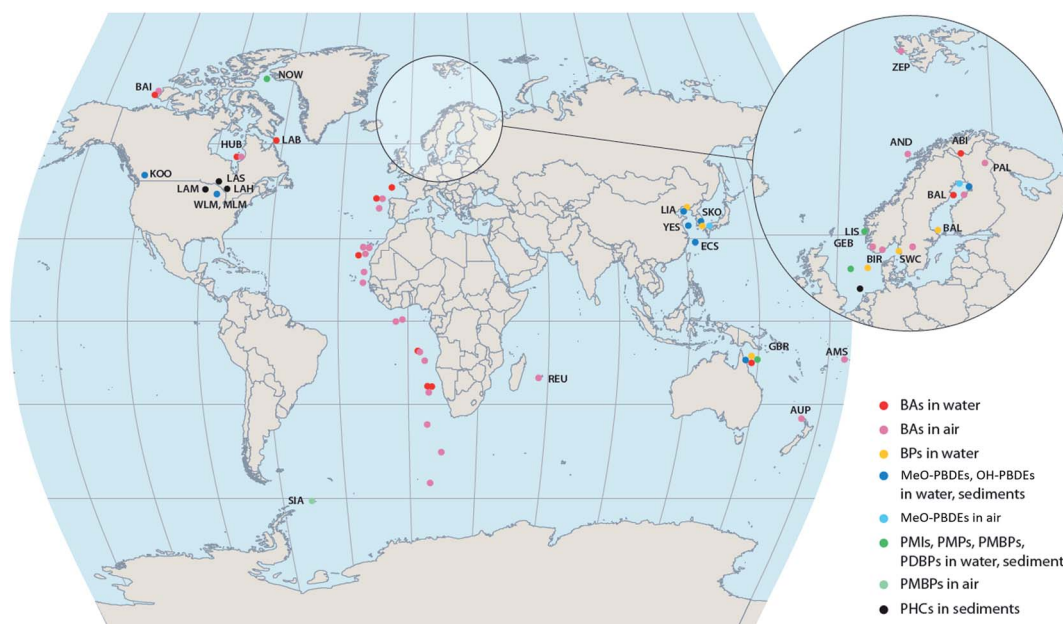 ZEP
NOW
BAI
AND
ABI
PAL
HUB
LAB
KOO
LAS
LAM
LAH
WLM, MLM
BAL
LIA
SKO
YES
ECS
LIS
BAL
GEB
BIR
SWC
GBR
AMS
REU
AUP
SIA
BAs in water
BAs in air
BPs in water
MeO-PBDEs, OH-PBDEs
in water, sediments
MeO-PBDEs in air
PMIs, PMPs, PMBPs,
PDBPs in water, sediment
PMBPs in air
PHCs in sediments